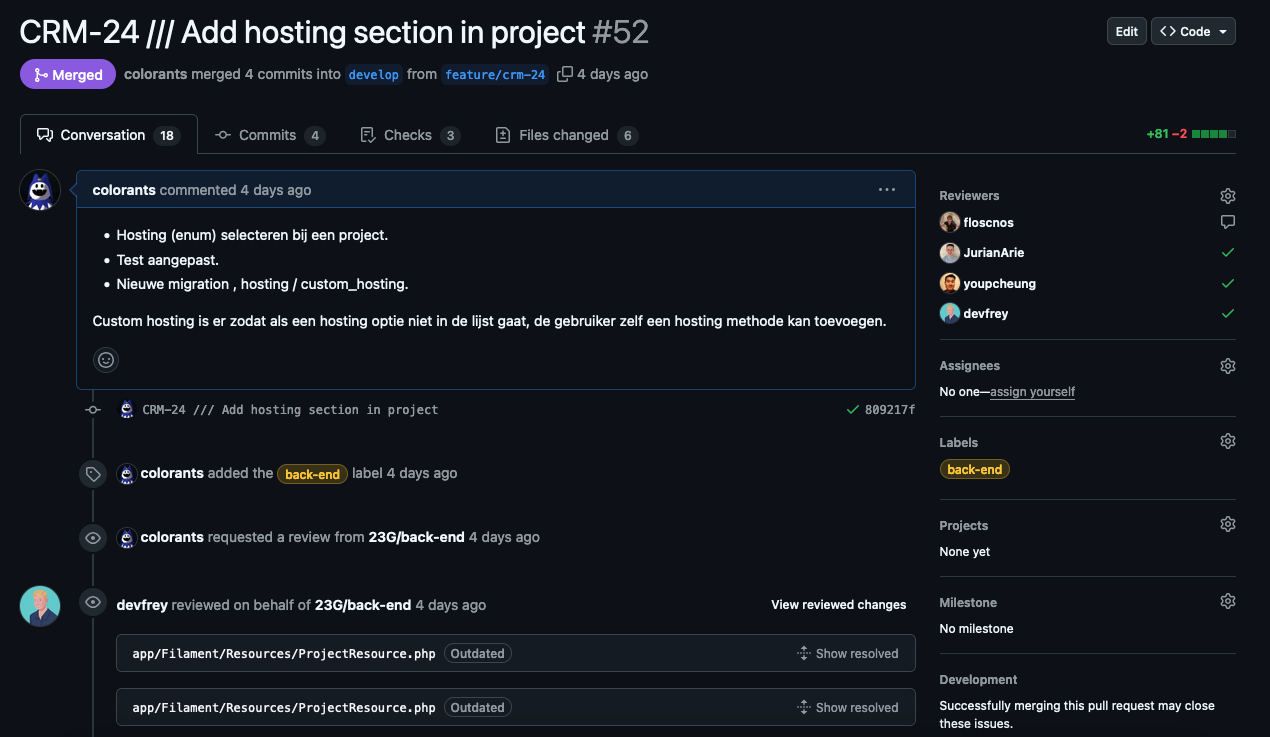 CRM-24 /// Add hosting section in project #52
Edit
Code
Merged
colorants merged 4 commits into develop from feature/crm-24 4 days ago
Conversation 18
Commits 4
Checks 3
Files changed 6
+81 −2
colorants commented 4 days ago
Hosting (enum) selecteren bij een project.
Test aangepast.
Nieuwe migration , hosting / custom_hosting.
Custom hosting is er zodat als een hosting optie niet in de lijst gaat, de gebruiker zelf een hosting methode kan toevoegen.
CRM-24 /// Add hosting section in project
809217f
colorants added the back-end label 4 days ago
colorants requested a review from 23G/back-end 4 days ago
devfrey reviewed on behalf of 23G/back-end 4 days ago
View reviewed changes
app/Filament/Resources/ProjectResource.php Outdated
Show resolved
app/Filament/Resources/ProjectResource.php Outdated
Show resolved
Reviewers
floscnos
JurianArie
youpcheung
devfrey
Assignees
No one—assign yourself
Labels
back-end
Projects
None yet
Milestone
No milestone
Development
Successfully merging this pull request may close
these issues.